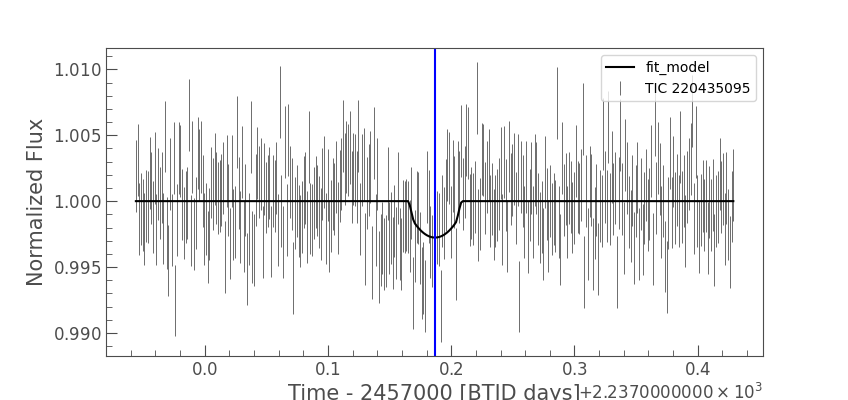 fit_model
TIC 220435095
1.010
1.005
1.000
0.995
0.990
Normalized Flux
0.0 0.1 0.2 0.3 0.4
Time - 2457000 [BTJD days]
+2.2370000000 × 10³